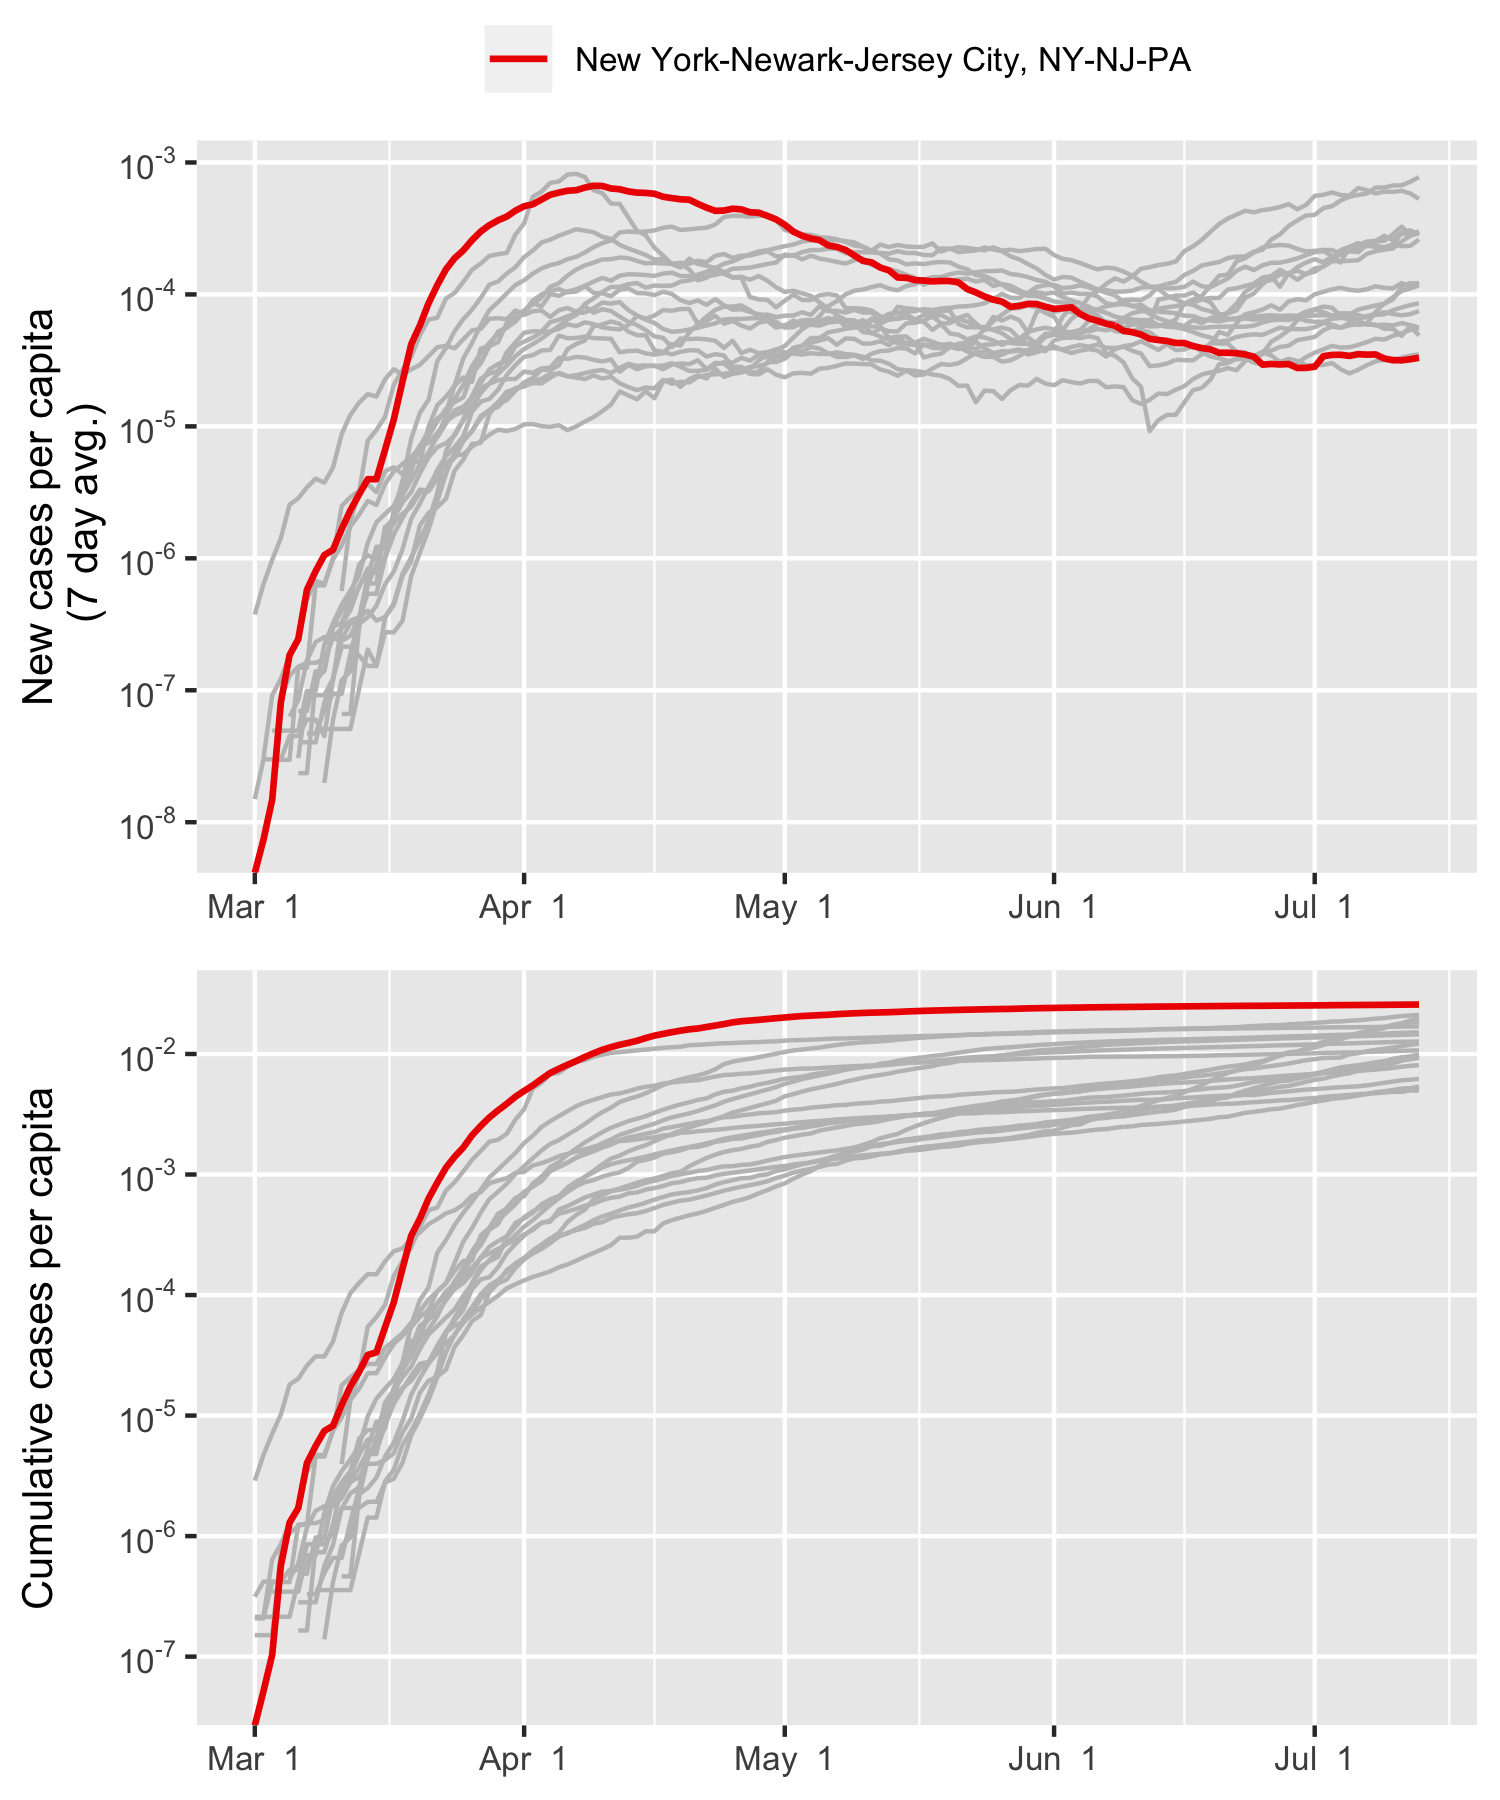 New York-Newark-Jersey City, NY-NJ-PA
New cases per capita
(7 day avg.)
10-3
10-4
10-5
10-6
10-7
10-8
Mar 1 Apr 1 May 1 Jun 1 Jul 1
Cumulative cases per capita
10-2
10-3
10-4
10-5
10-6
10-7
Mar 1 Apr 1 May 1 Jun 1 Jul 1